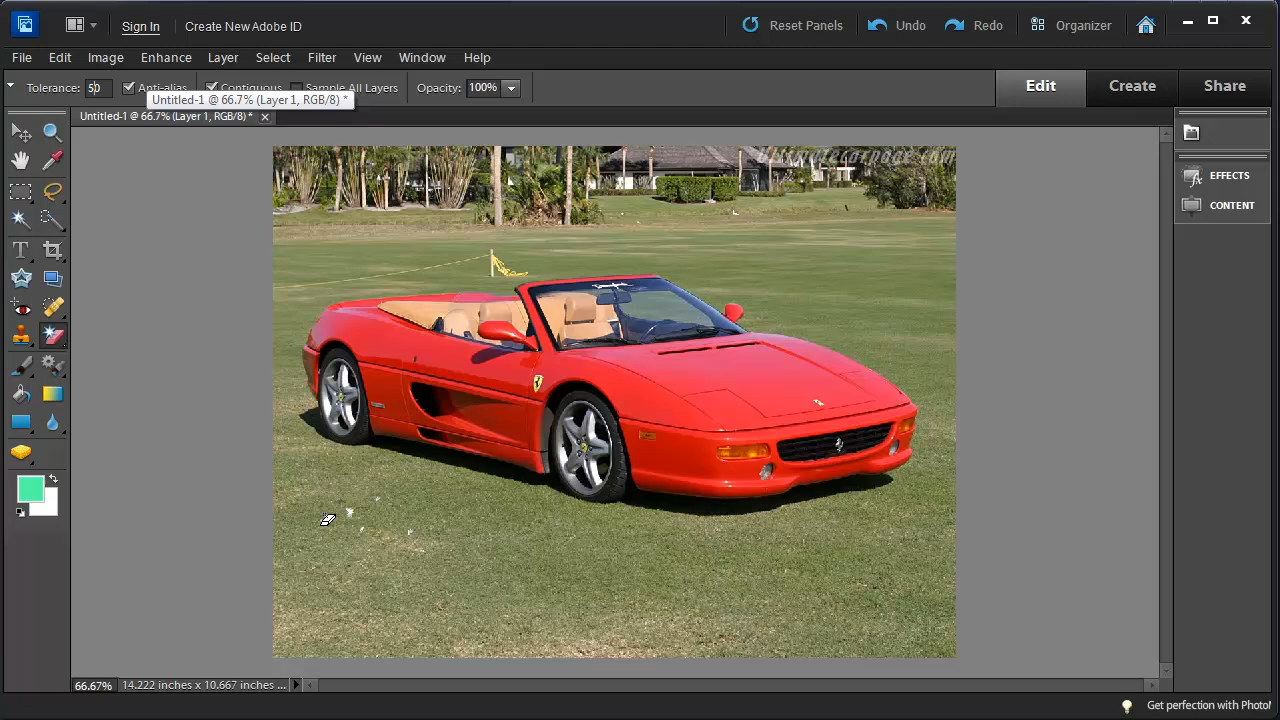 Sign In Create New Adobe ID Reset Panels Undo Redo Organizer
File Edit Image Enhance Layer Select Filter View Window Help
Tolerance: 50 Anti-alias Contiguous Sample All Layers Opacity: 100% Edit Create Share
Untitled-1 @ 66.7% (Layer 1, RGB/8) *
Untitled-1 @ 66.7% (Layer 1, RGB/8) *
EFFECTS
CONTENT
T
66.67% 14.222 inches x 10.667 inches ...
Get perfection with Photo!